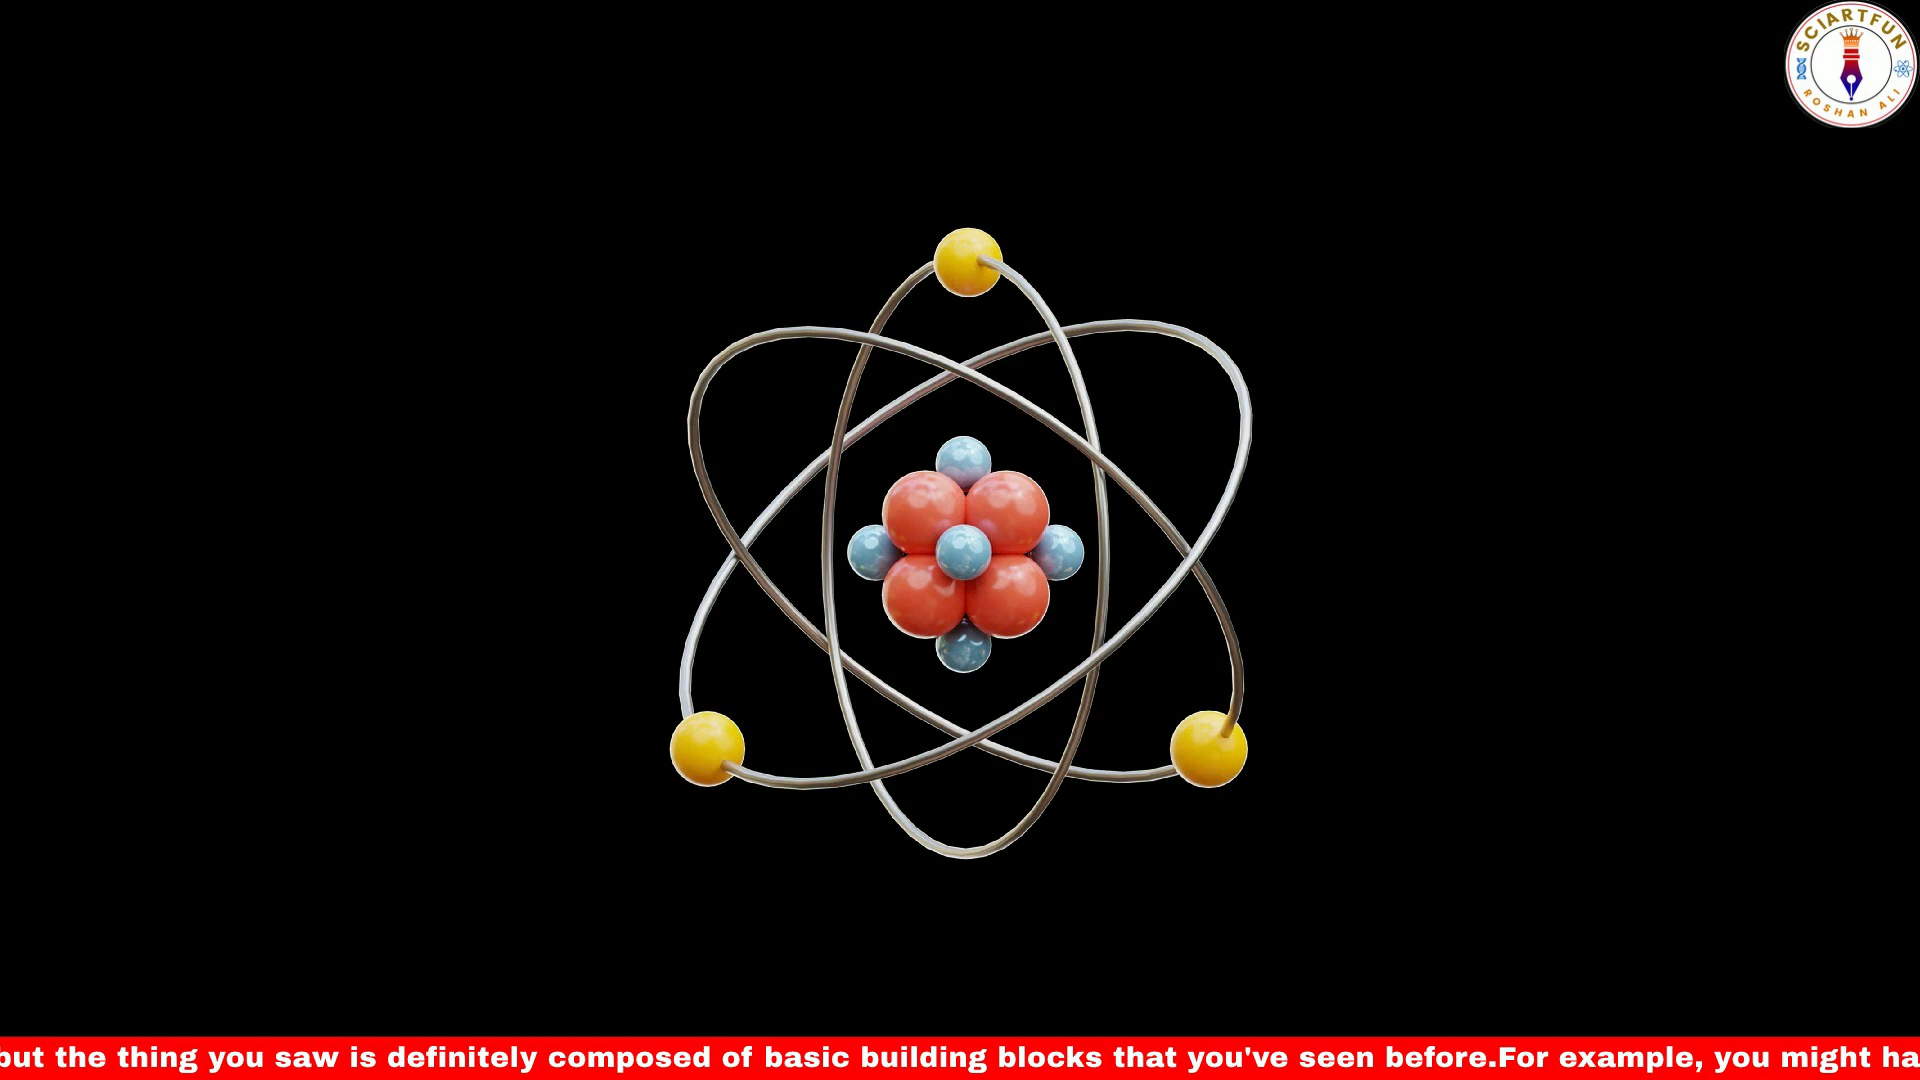 SCIARTFUN
ROSHAN ALI
but the thing you saw is definitely composed of basic building blocks that you've seen before.For example, you might ha